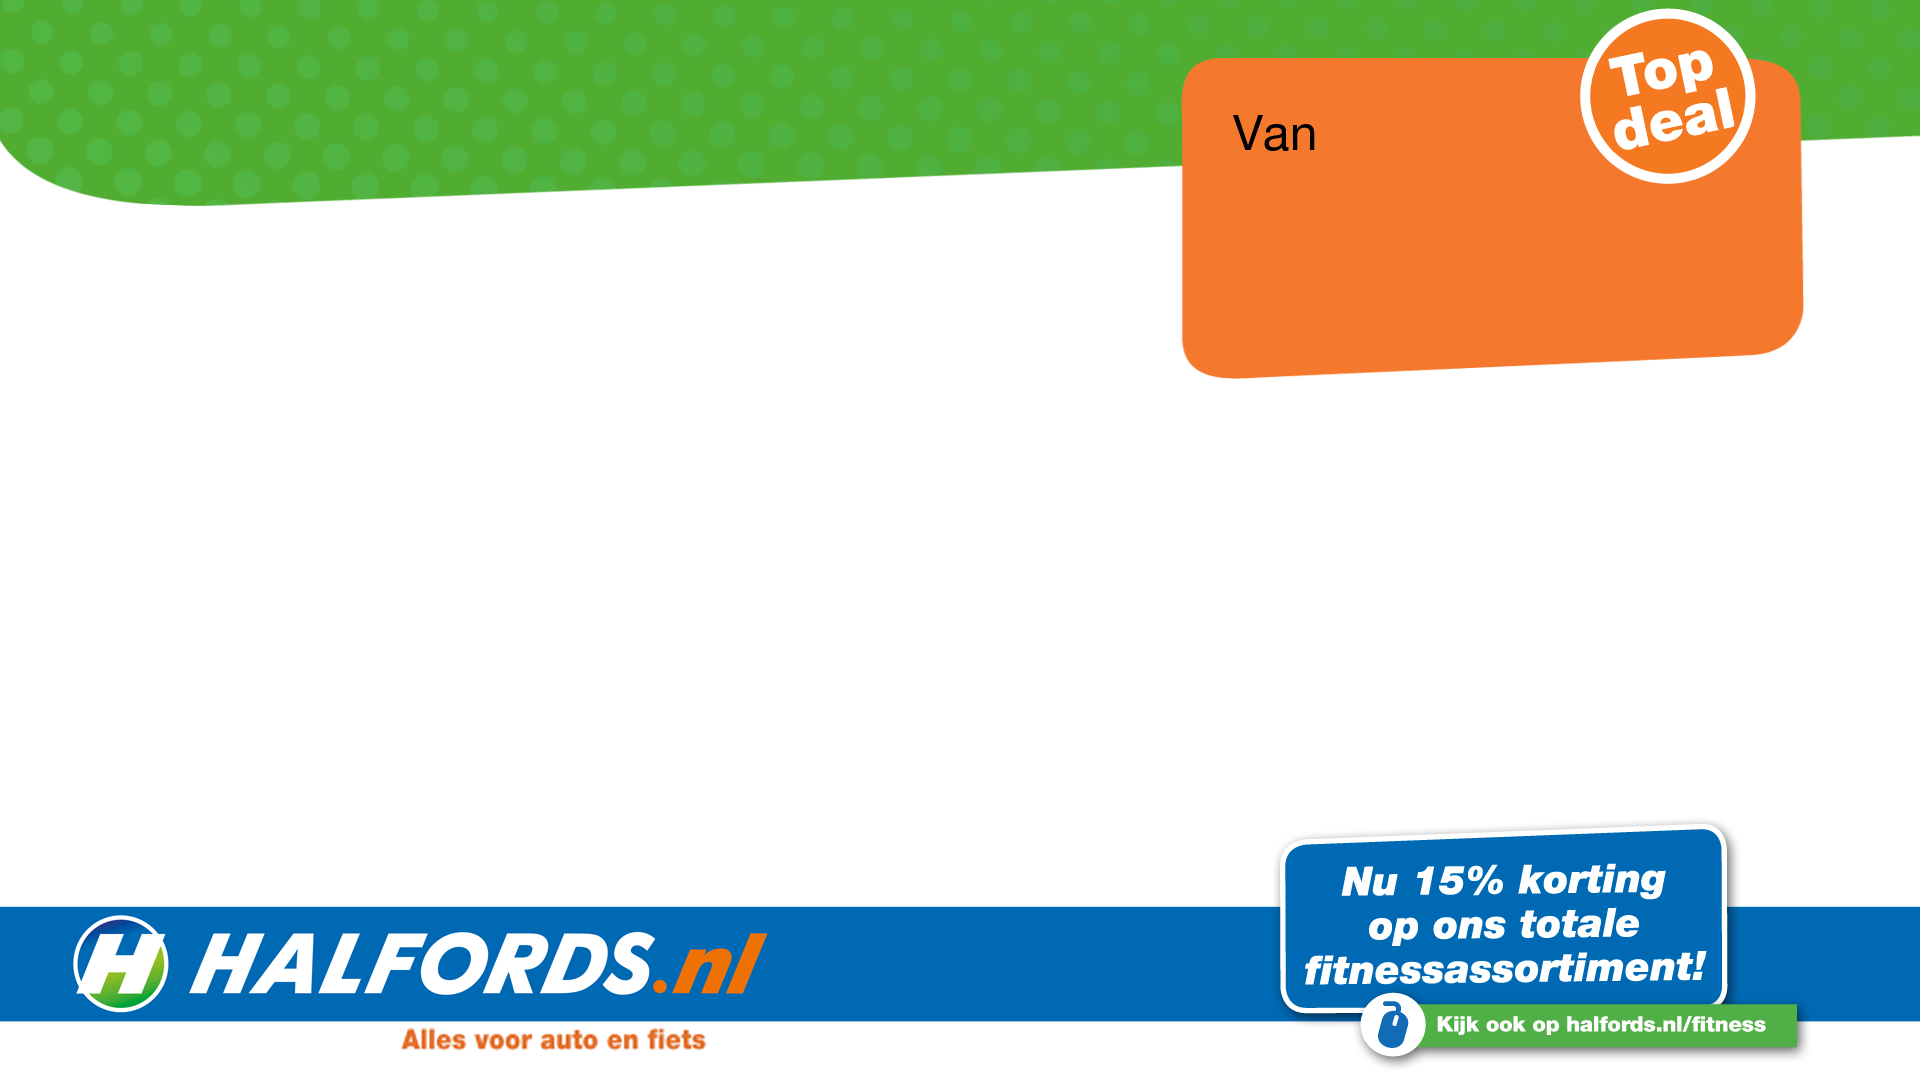 Top
deal
Van
Nu 15% korting
op ons totale
fitnessassortiment!
H HALFORDS.nl
Kijk ook op halfords.nl/fitness
Alles voor auto en fiets